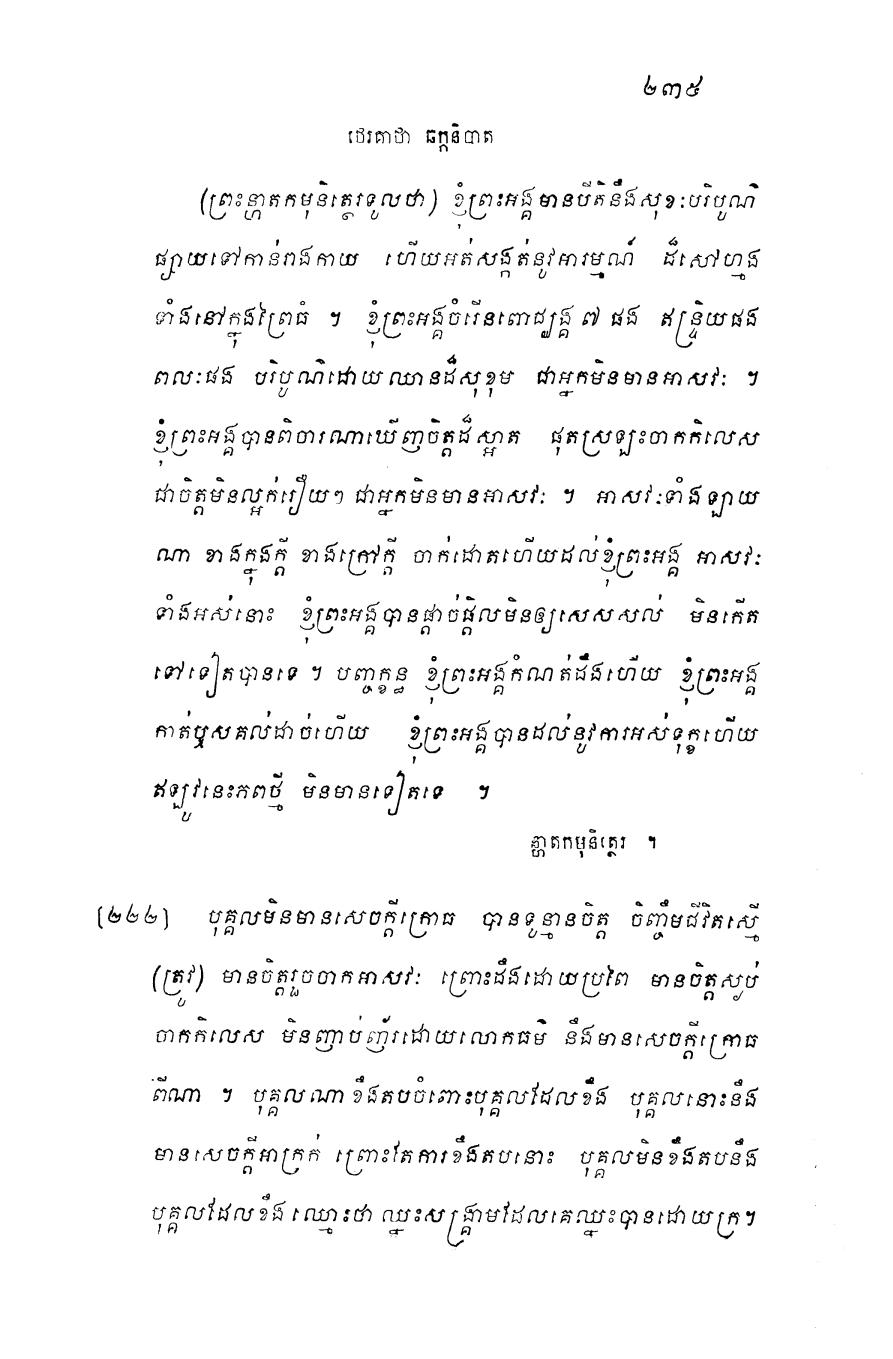 ២៣៥
ថេរគាថា ឆក្កនិបាត
(ព្រះន្ហាតកមុនិត្ថេរទូលថា) ខ្ញុំព្រះអង្គមានបីតិនឹងសុខៈបរិបូណ៌
ផ្សាយទៅកាន់រាងកាយ ហើយអត់សង្កត់នូវអារម្មណ៍ ដ៏សៅហ្មង
ទាំងនៅក្នុងព្រៃធំ ។ ខ្ញុំព្រះអង្គចំរើនពោជ្ឈង្គ ៧ ផង ឥន្ទ្រិយផង
ពលៈផង បរិបូណ៌ដោយឈានដ៏សុខុម ជាអ្នកមិនមានអាសវៈ ។
ខ្ញុំព្រះអង្គបានពិចារណាឃើញចិត្តដ៏ស្អាត ផុតស្រឡះចាកកិលេស
ជាចិត្តមិនល្អក់រឿយៗ ជាអ្នកមិនមានអាសវៈ ។ អាសវៈទាំងឡាយ
ណា ខាងក្នុងក្តី ខាងក្រៅក្តី ចាក់ដោតហើយដល់ខ្ញុំព្រះអង្គ អាសវៈ
ទាំងអស់នោះ ខ្ញុំព្រះអង្គបានផ្តាច់ផ្តិលមិនឲ្យសេសសល់ មិនកើត
ទៅទៀតបានទេ ។ បញ្ចក្ខន្ធ ខ្ញុំព្រះអង្គកំណត់ដឹងហើយ ខ្ញុំព្រះអង្គ
កាត់ឫសគល់ដាច់ហើយ ខ្ញុំព្រះអង្គបានដល់នូវការអស់ទុក្ខហើយ
ឥឡូវនេះភពថ្មី មិនមានទៀតទេ ។
ន្ហាតកមុនិត្ថេរ ។
[២២២] បុគ្គលមិនមានសេចក្តីក្រោធ បានទូន្មានចិត្ត ចិញ្ចឹមជីវិតស្មើ
(ត្រូវ) មានចិត្តរួចចាកអាសវៈ ព្រោះដឹងដោយប្រពៃ មានចិត្តស្ងប់
ចាកកិលេស មិនញាប់ញ័រដោយលោកធម៌ នឹងមានសេចក្តីក្រោធ
ពីណា ។ បុគ្គលណាខឹងតបចំពោះបុគ្គលដែលខឹង បុគ្គលនោះនឹង
មានសេចក្តីអាក្រក់ ព្រោះតែការខឹងតបនោះ បុគ្គលមិនខឹងតបនឹង
បុគ្គលដែលខឹង ឈ្មោះថា ឈ្នះសង្គ្រាមដែលគេឈ្នះបានដោយក្រ។